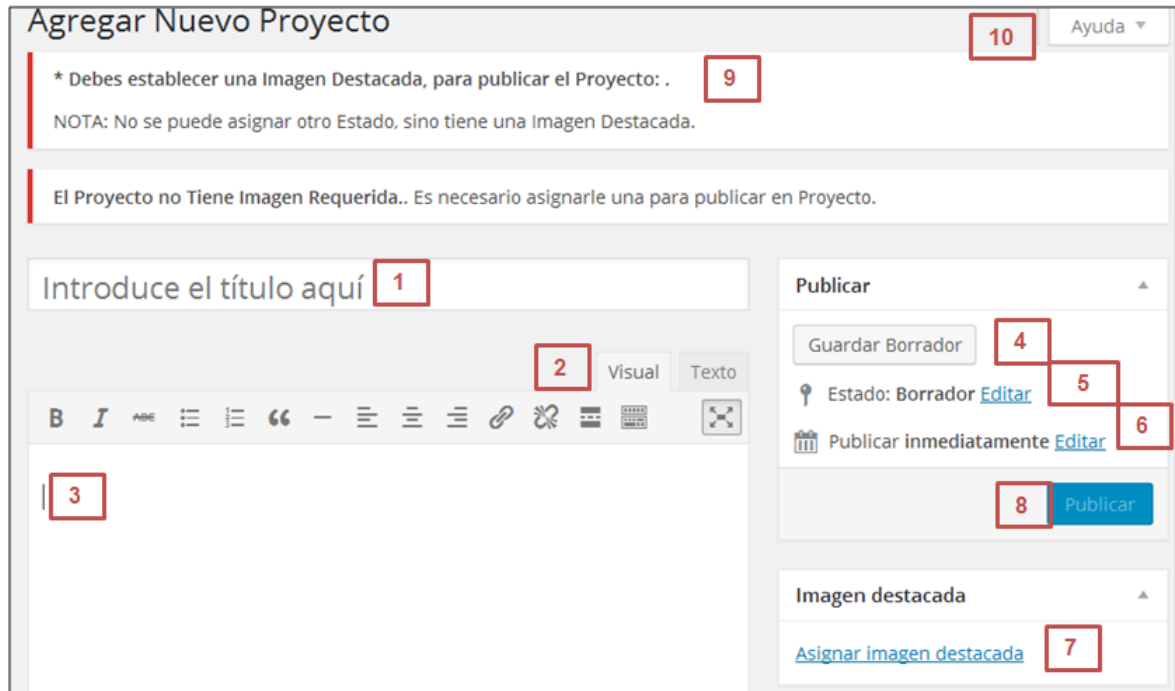 Agregar Nuevo Proyecto
10
Ayuda
* Debes establecer una Imagen Destacada, para publicar el Proyecto: .
9
NOTA: No se puede asignar otro Estado, sino tiene una Imagen Destacada.
El Proyecto no Tiene Imagen Requerida.. Es necesario asignarle una para publicar en Proyecto.
Introduce el título aquí
1
2
Visual
Texto
B I ABE
3
Publicar
Guardar Borrador
4
Estado: Borrador Editar
5
Publicar inmediatamente Editar
6
8
Publicar
Imagen destacada
Asignar imagen destacada
7